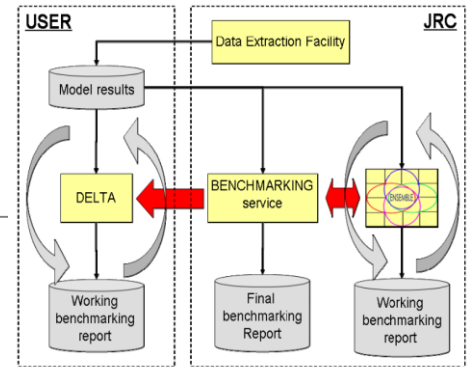 USER
JRC
Data Extraction Facility
Model results
DELTA
BENCHMARKING
service
ENSEMBLE
Working
benchmarking
report
Final
benchmarking
Report
Working
benchmarking
report